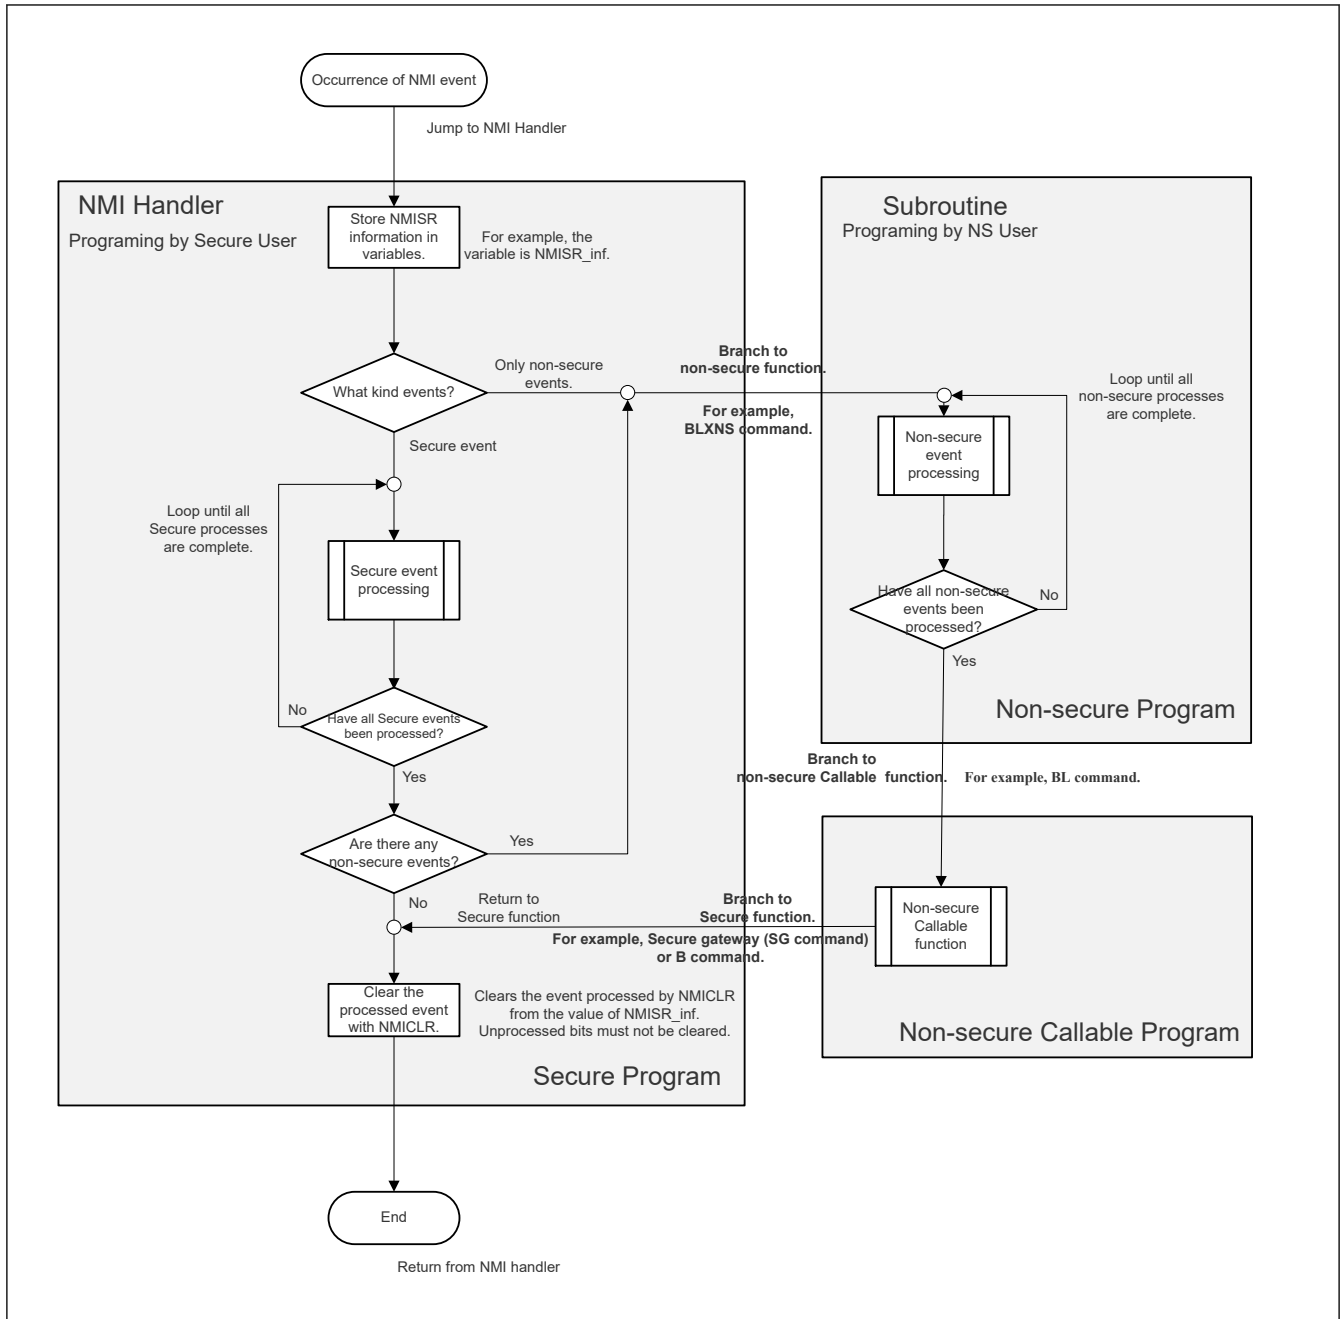 Occurrence of NMI event
Jump to NMI Handler
NMI Handler
Programing by Secure User
Store NMISR
information in
variables.
For example, the
variable is NMISR_inf.
What kind events?
Only non-secure
events.
Branch to
non-secure function.
For example,
BLXNS command.
Secure event
Loop until all
Secure processes
are complete.
Secure event
processing
No
Have all Secure events
been processed?
Yes
Are there any
non-secure events?
Yes
No
Return to
Secure function
Branch to
Secure function.
For example, Secure gateway (SG command)
or B command.
Clear the
processed event
with NMICLR.
Clears the event processed by NMICLR
from the value of NMISR_inf.
Unprocessed bits must not be cleared.
Secure Program
End
Return from NMI handler
Subroutine
Programing by NS User
Loop until all
non-secure processes
are complete.
Non-secure
event
processing
Have all non-secure
events been
processed?
No
Yes
Non-secure Program
Branch to
non-secure Callable function.
For example, BL command.
Non-secure
Callable
function
Non-secure Callable Program